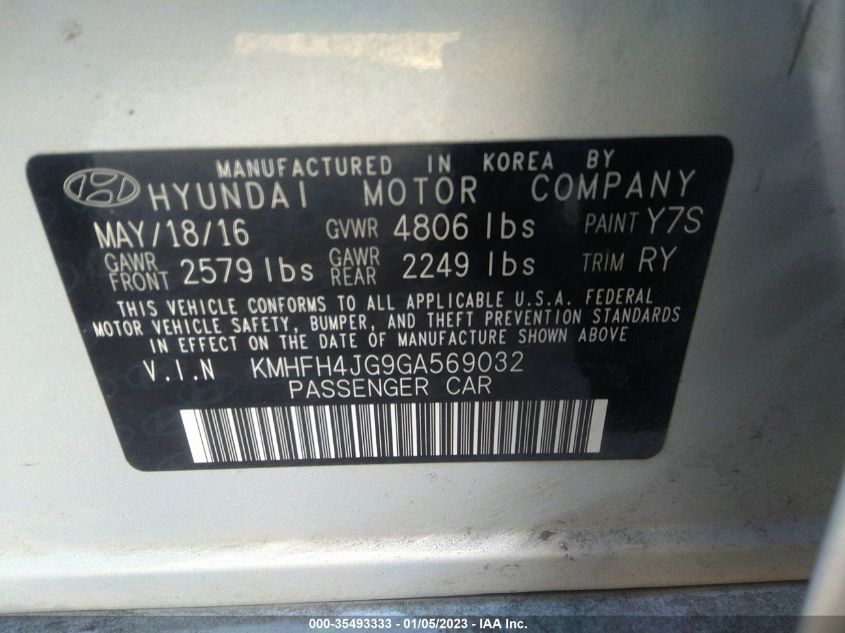 MANUFACTURED IN KOREA BY
HYUNDAI MOTOR COMPANY
MAY/18/16 GVWR 4806 lbs PAINT Y7S
GAWR FRONT 2579 lbs GAWR REAR 2249 lbs TRIM RY
THIS VEHICLE CONFORMS TO ALL APPLICABLE U.S.A. FEDERAL
MOTOR VEHICLE SAFETY, BUMPER, AND THEFT PREVENTION STANDARDS
IN EFFECT ON THE DATE OF MANUFACTURE SHOWN ABOVE
V.I.N KMHFH4JG9GA569032
PASSENGER CAR
000-35493333 - 01/05/2023 - IAA Inc.